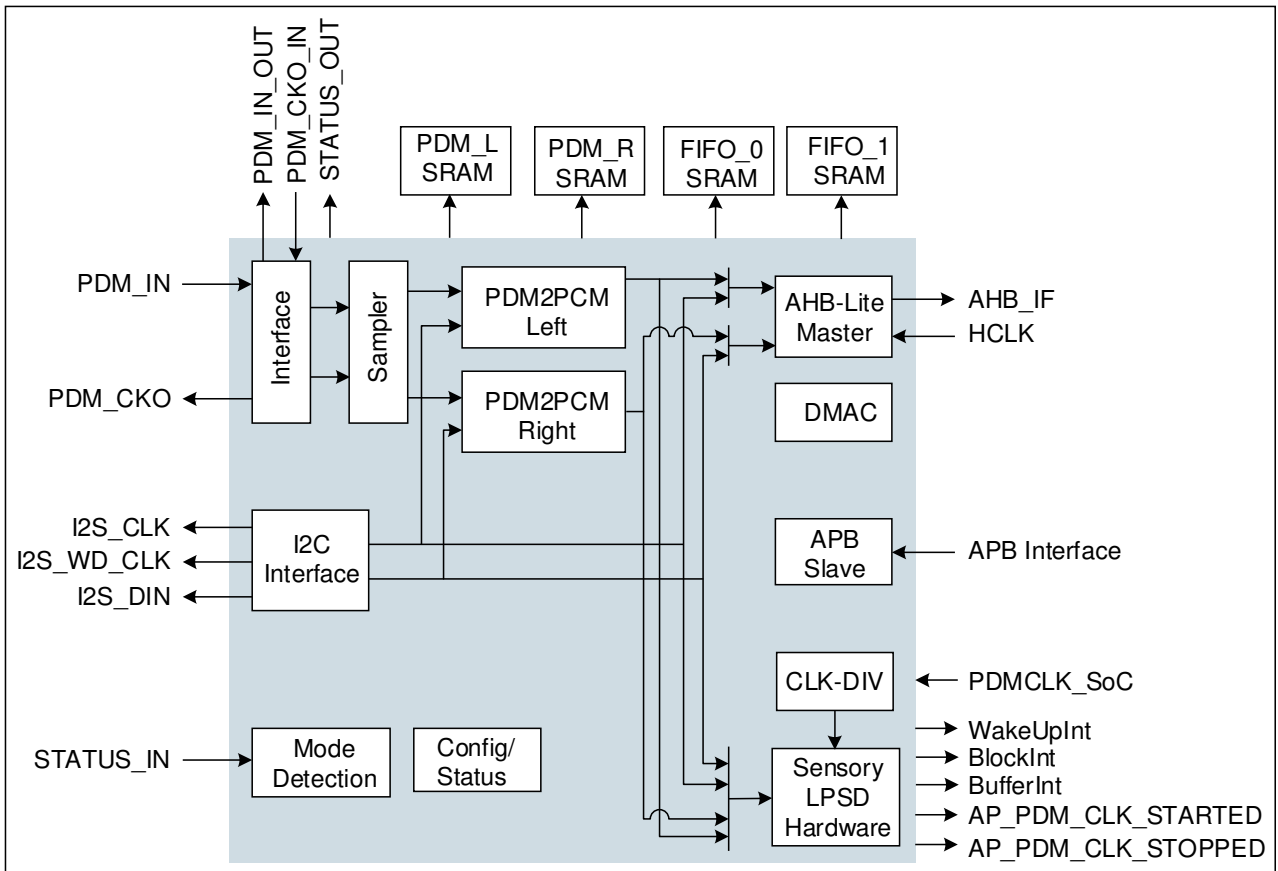 PDM_IN_OUT
PDM_CKO_IN
STATUS_OUT
PDM_L
SRAM
PDM_R
SRAM
FIFO_0
SRAM
FIFO_1
SRAM
PDM_IN
Interface
Sampler
PDM2PCM
Left
AHB-Lite
Master
AHB_IF
HCLK
PDM_CKO
PDM2PCM
Right
DMAC
I2S_CLK
I2S_WD_CLK
I2S_DIN
I2C
Interface
APB
Slave
APB Interface
CLK-DIV
PDMCLK_SoC
STATUS_IN
Mode
Detection
Config/
Status
Sensory
LPSD
Hardware
WakeUpInt
BlockInt
BufferInt
AP_PDM_CLK_STARTED
AP_PDM_CLK_STOPPED